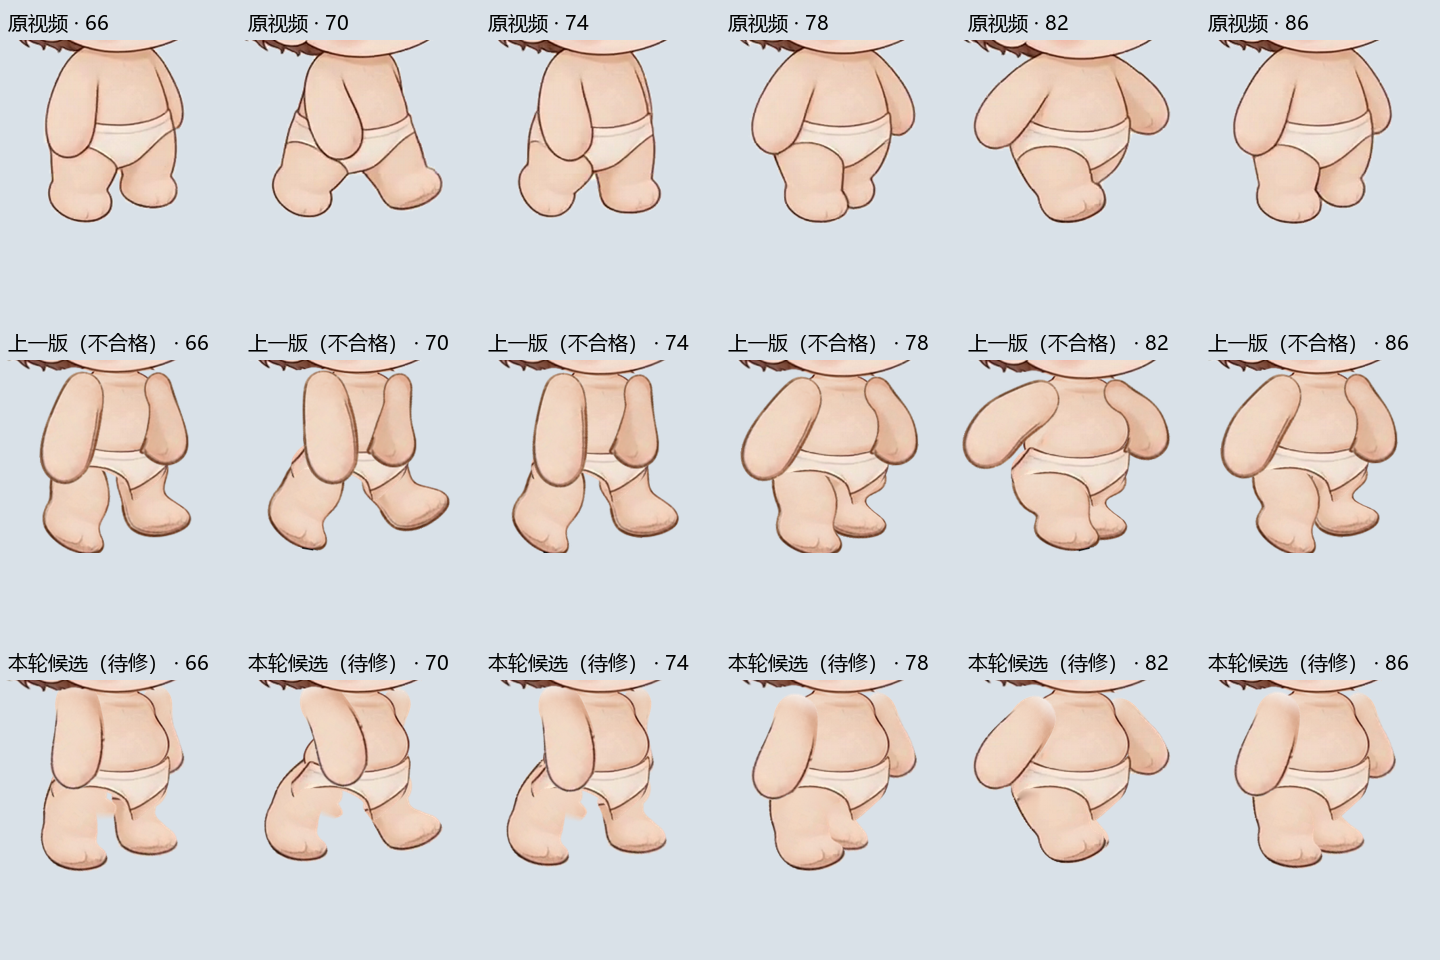 原视频 · 66
原视频 · 70
原视频 · 74
原视频 · 78
原视频 · 82
原视频 · 86
上一版（不合格） · 66
上一版（不合格） · 70
上一版（不合格） · 74
上一版（不合格） · 78
上一版（不合格） · 82
上一版（不合格） · 86
本轮候选（待修） · 66
本轮候选（待修） · 70
本轮候选（待修） · 74
本轮候选（待修） · 78
本轮候选（待修） · 82
本轮候选（待修） · 86